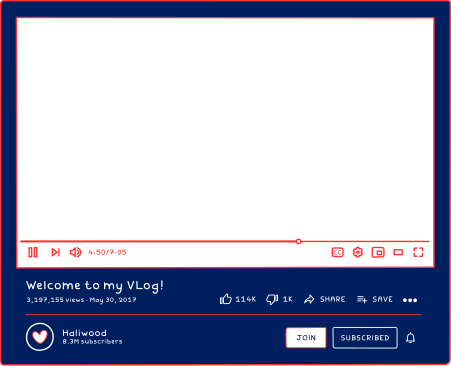 4:50/7:05
CC
Welcome to my VLog!
3,197,155 views • May 30, 2017
114K 1K SHARE SAVE
Haliwood
8.3M subscribers
JOIN SUBSCRIBED